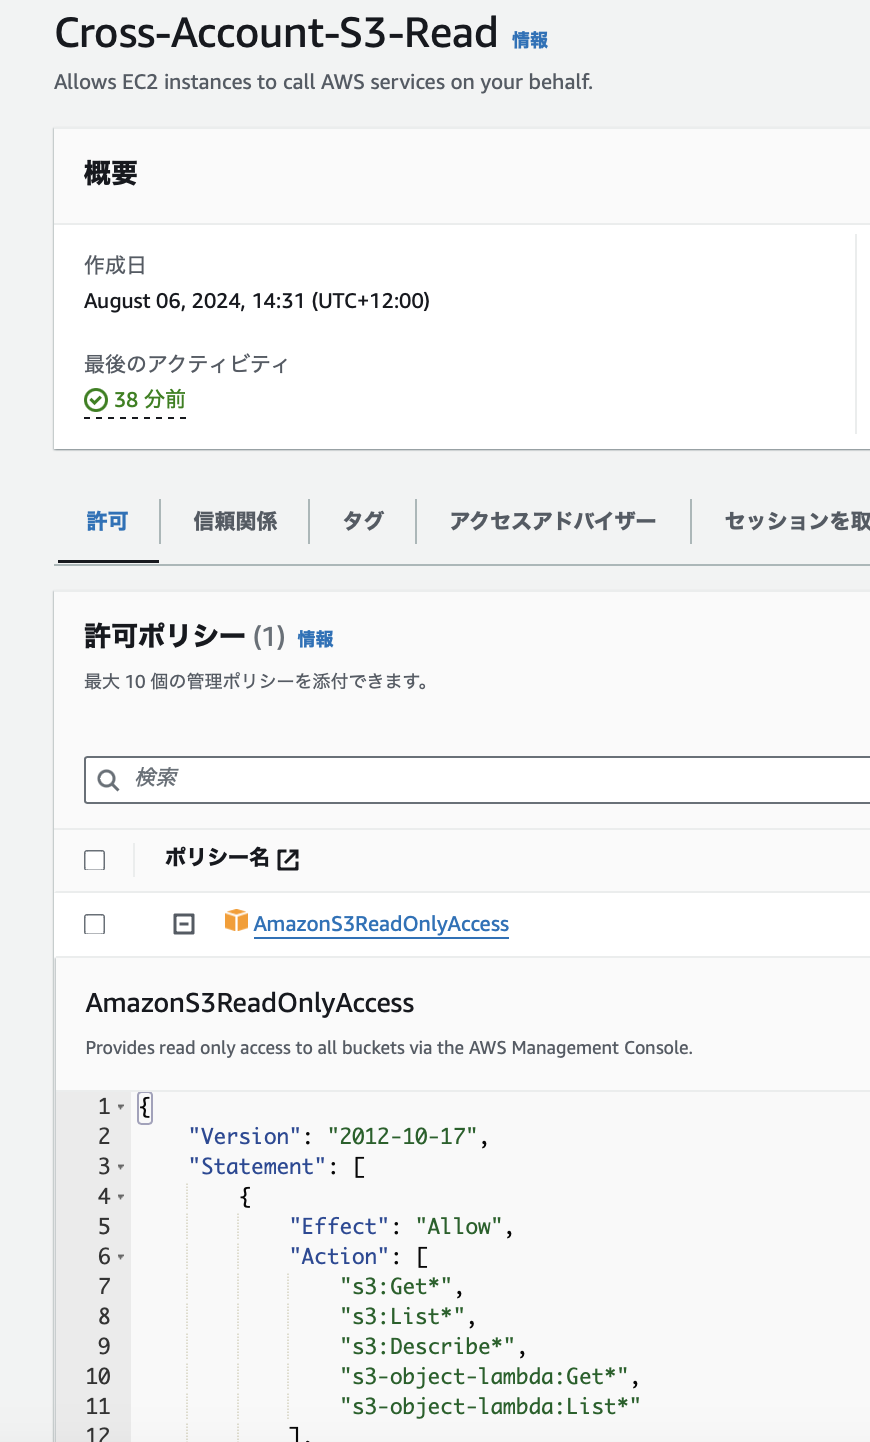 Cross-Account-S3-Read 情報
Allows EC2 instances to call AWS services on your behalf.
概要
作成日
August 06, 2024, 14:31 (UTC+12:00)
最後のアクティビティ
38 分前
許可 信頼関係 タグ アクセスアドバイザー セッションを取
許可ポリシー (1) 情報
最大 10 個の管理ポリシーを添付できます。
検索
ポリシー名
AmazonS3ReadOnlyAccess
AmazonS3ReadOnlyAccess
Provides read only access to all buckets via the AWS Management Console.
1 {
2 "Version": "2012-10-17",
3 "Statement": [
4 {
5 "Effect": "Allow",
6 "Action": [
7 "s3:Get*",
8 "s3:List*",
9 "s3:Describe*",
10 "s3-object-lambda:Get*",
11 "s3-object-lambda:List*"
12 ],